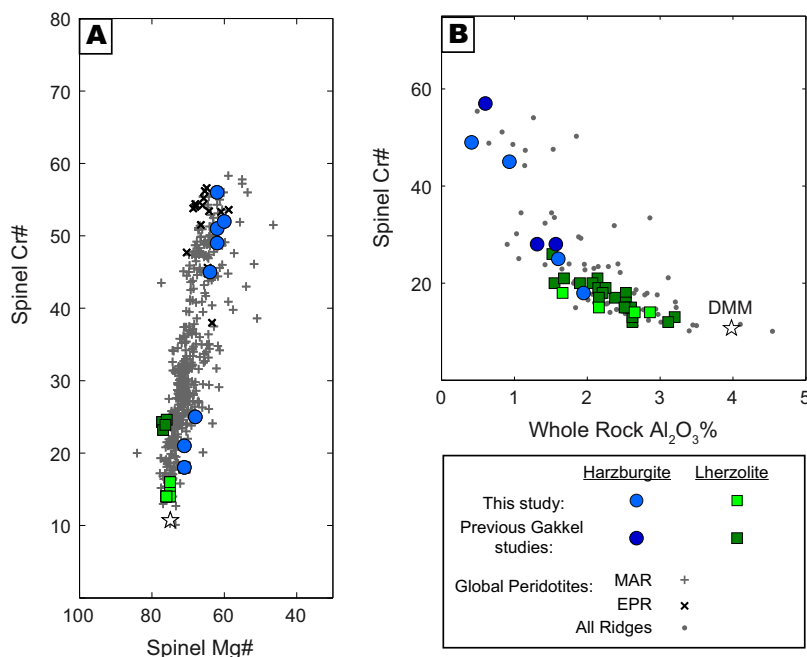 A
80
70
60
50
40
30
20
10
100
80
60
40
Spinel Cr#
Spinel Mg#
B
60
40
20
0
1
2
3
4
5
Spinel Cr#
DMM
Whole Rock Al₂O₃%
Harzburgite Lherzolite
This study:
Previous Gakkel
studies:
Global Peridotites: MAR
EPR
All Ridges